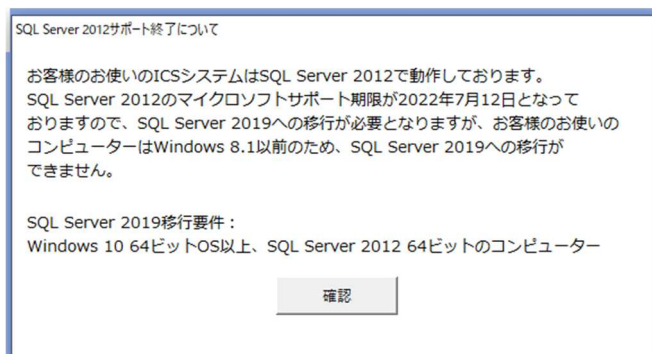 SQL Server 2012サポート終了について
お客様のお使いのICSシステムはSQL Server 2012で動作しております。
SQL Server 2012のマイクロソフトサポート期限が2022年7月12日となって
おりますので、SQL Server 2019への移行が必要となりますが、お客様のお使いの
コンピューターはWindows 8.1以前のため、SQL Server 2019への移行が
できません。
SQL Server 2019移行要件：
Windows 10 64ビットOS以上、SQL Server 2012 64ビットのコンピューター
確認